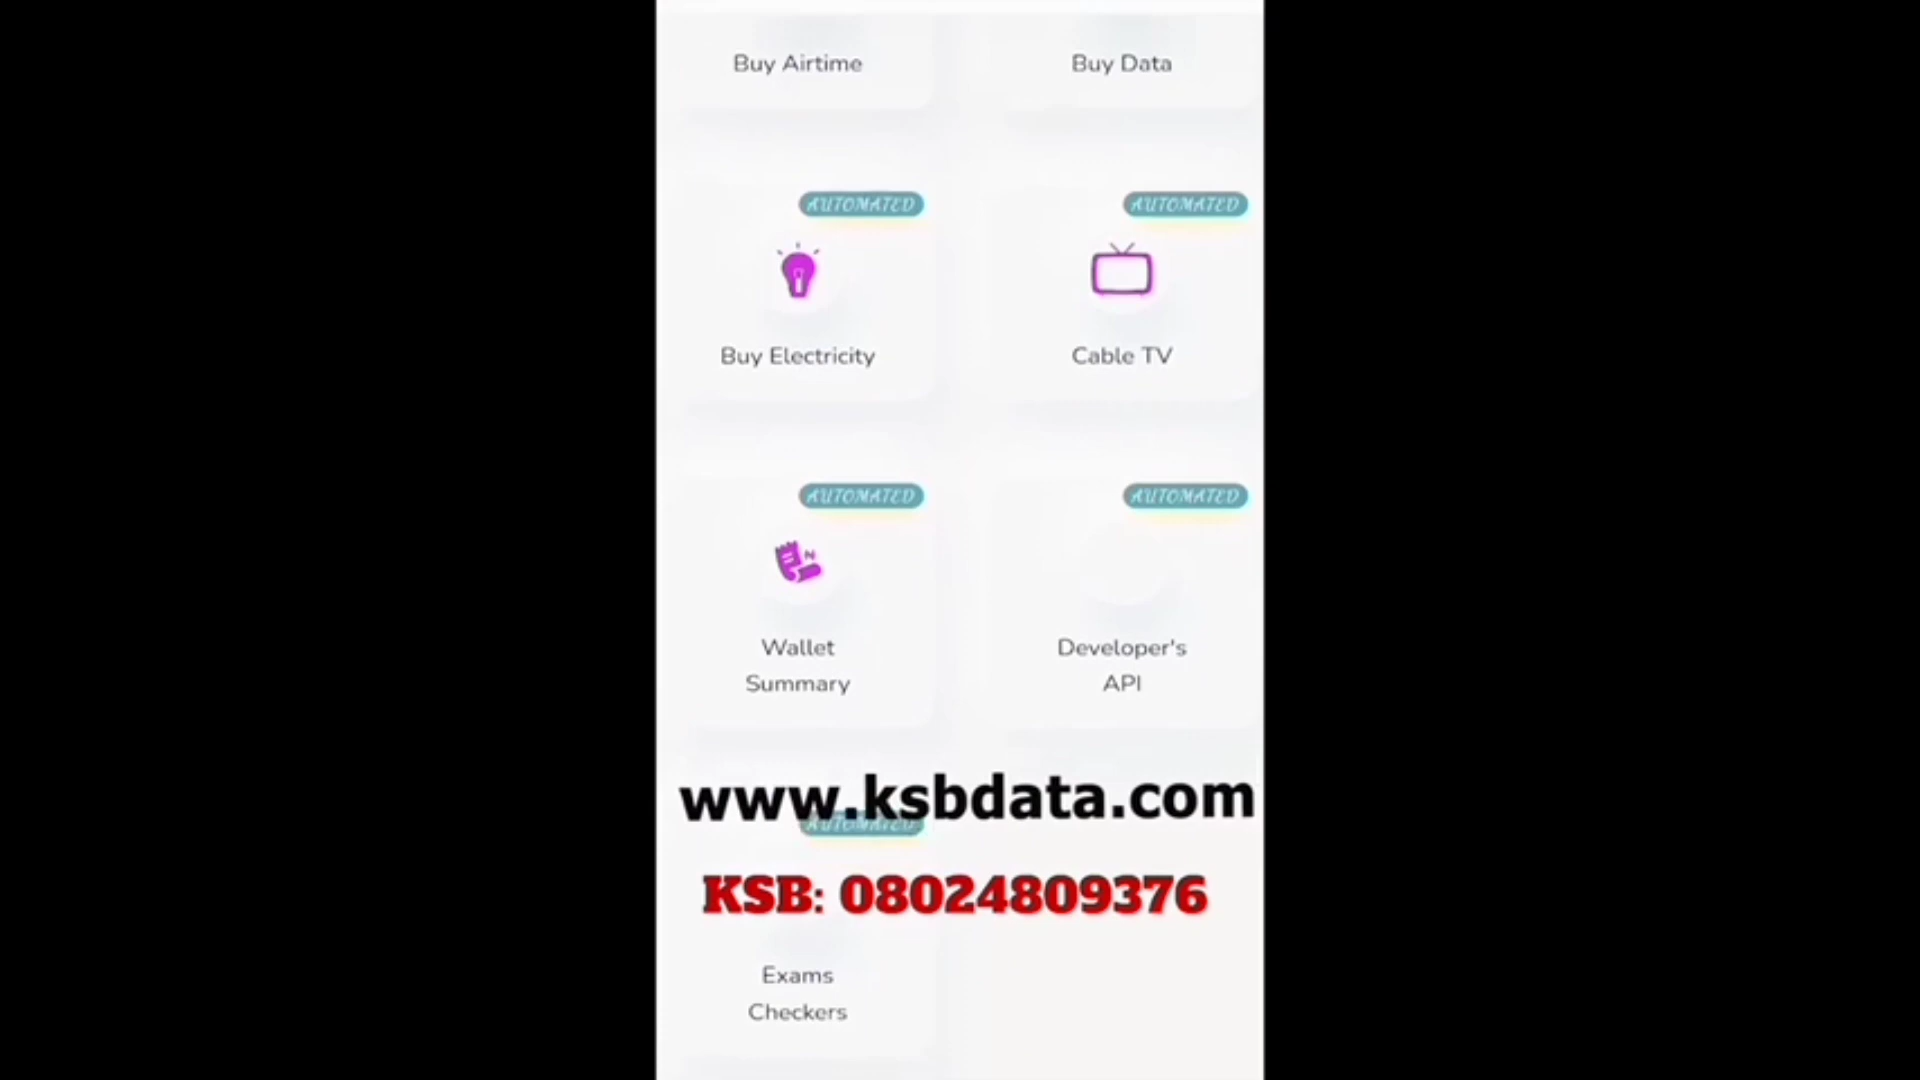 Buy Airtime
Buy Data
AUTOMATED
AUTOMATED
Buy Electricity
Cable TV
AUTOMATED
AUTOMATED
N
Wallet
Summary
Developer's
API
www.ksbdata.com
AUTOMATED
KSB: 08024809376
Exams
Checkers